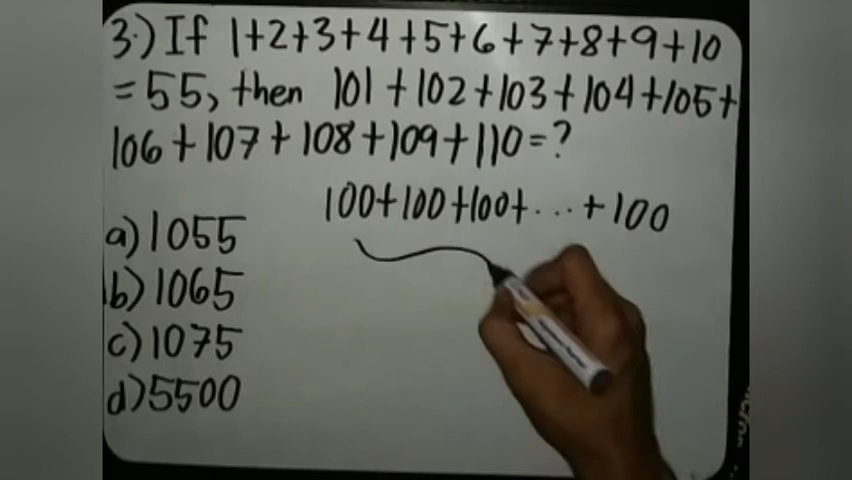 3.) If 1+2+3+4+5+6+7+8+9+10
=55, then 101+102+103+104+105+
106+107+108+109+110=?
100+100+100+...+100
a) 1055
b) 1065
c) 1075
d) 5500